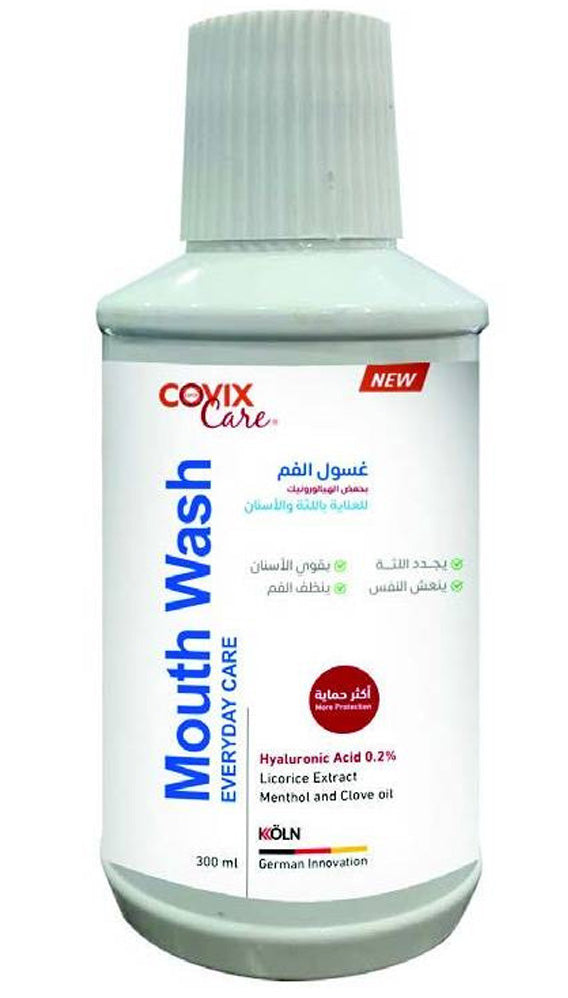 NEW
COVIX
Care®
Mouth Wash
EVERYDAY CARE
غسول الفم
بحمض الهيالورونيك
للعناية باللثة والأسنان
✓ يجدد اللثة ✓ يقوي الأسنان
✓ ينعش النفس ✓ ينظف الفم
أكثر حماية
More Protection
Hyaluronic Acid 0.2%
Licorice Extract
Menthol and Clove oil
300 ml
KÖLN
German Innovation